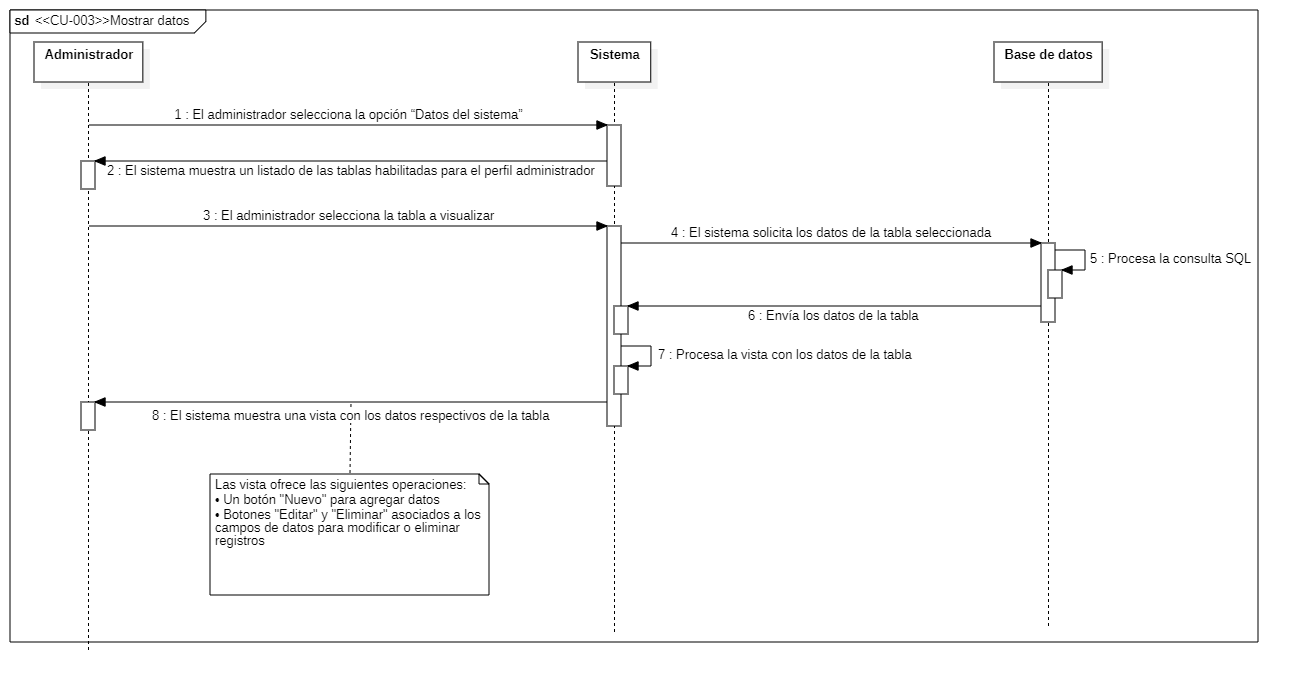 sd <<CU-003>>Mostrar datos
Administrador
Sistema
Base de datos
1 : El administrador selecciona la opción “Datos del sistema”
2 : El sistema muestra un listado de las tablas habilitadas para el perfil administrador
3 : El administrador selecciona la tabla a visualizar
4 : El sistema solicita los datos de la tabla seleccionada
5 : Procesa la consulta SQL
6 : Envía los datos de la tabla
7 : Procesa la vista con los datos de la tabla
8 : El sistema muestra una vista con los datos respectivos de la tabla
Las vista ofrece las siguientes operaciones:
• Un botón "Nuevo" para agregar datos
• Botones "Editar" y "Eliminar" asociados a los
campos de datos para modificar o eliminar
registros